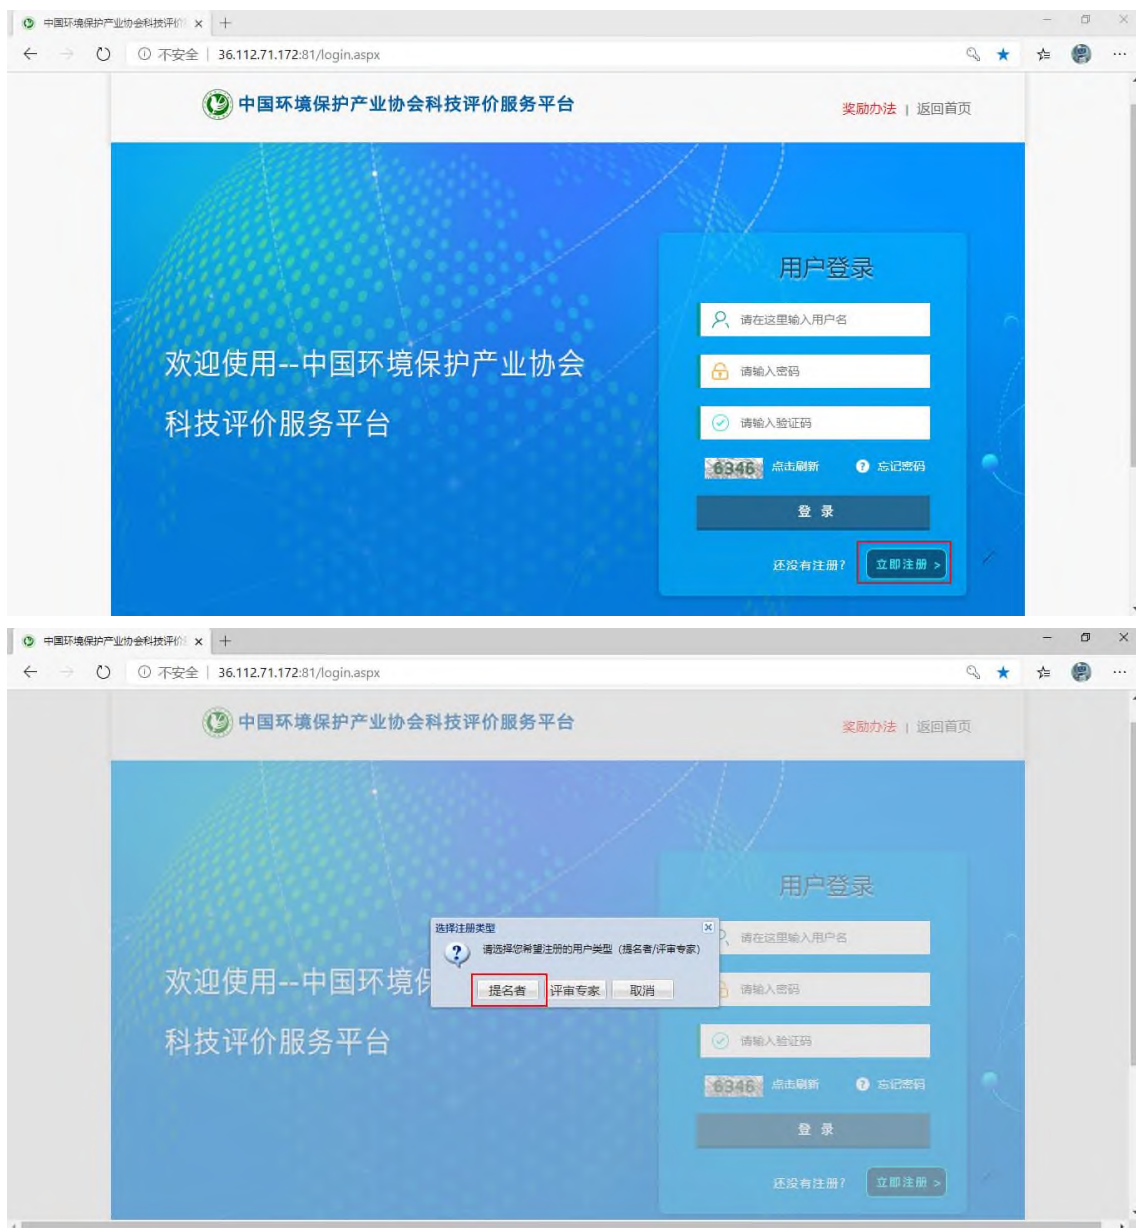 中国环境保护产业协会科技评价
不安全 | 36.112.71.172:81/login.aspx
中国环境保护产业协会科技评价服务平台
奖励办法 | 返回首页
用户登录
请在这里输入用户名
欢迎使用--中国环境保护产业协会
请输入密码
科技评价服务平台
请输入验证码
6346 点击刷新 ? 忘记密码
登 录
还没有注册? 立即注册 >
中国环境保护产业协会科技评价
不安全 | 36.112.71.172:81/login.aspx
中国环境保护产业协会科技评价服务平台
奖励办法 | 返回首页
用户登录
选择注册类型
请选择您希望注册的用户类型（提名者/评审专家）
请在这里输入用户名
欢迎使用--中国环境保
提名者 评审专家 取消
请输入密码
科技评价服务平台
请输入验证码
6346 点击刷新 ? 忘记密码
登 录
还没有注册? 立即注册 >